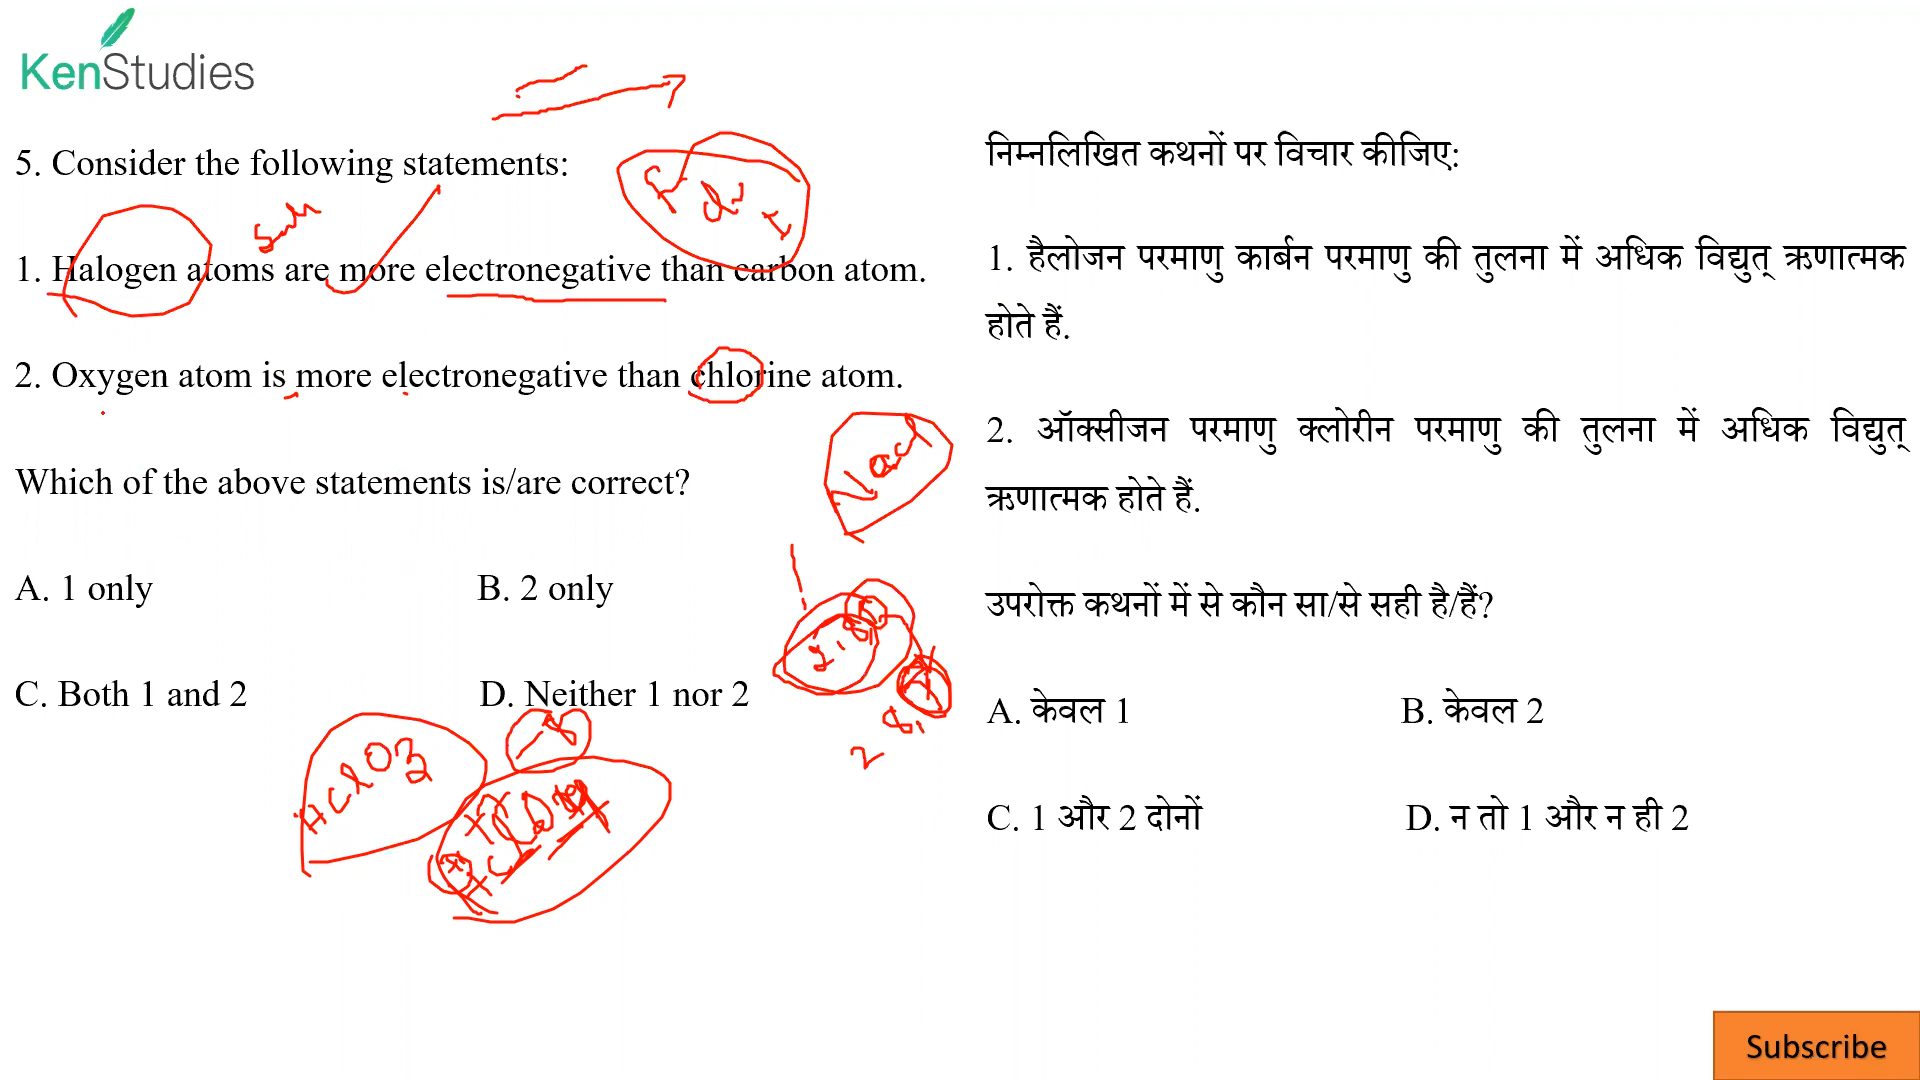 KenStudies
5. Consider the following statements:
1. Halogen atoms are more electronegative than carbon atom.
2. Oxygen atom is more electronegative than chlorine atom.
Which of the above statements is/are correct?
A. 1 only B. 2 only
C. Both 1 and 2 D. Neither 1 nor 2
Nacl
HClO3
निम्नलिखित कथनों पर विचार कीजिए:
1. हैलोजन परमाणु कार्बन परमाणु की तुलना में अधिक विद्युत् ऋणात्मक
होते हैं.
2. ऑक्सीजन परमाणु क्लोरीन परमाणु की तुलना में अधिक विद्युत्
ऋणात्मक होते हैं.
उपरोक्त कथनों में से कौन सा/से सही है/हैं?
A. केवल 1 B. केवल 2
C. 1 और 2 दोनों D. न तो 1 और न ही 2
Subscribe